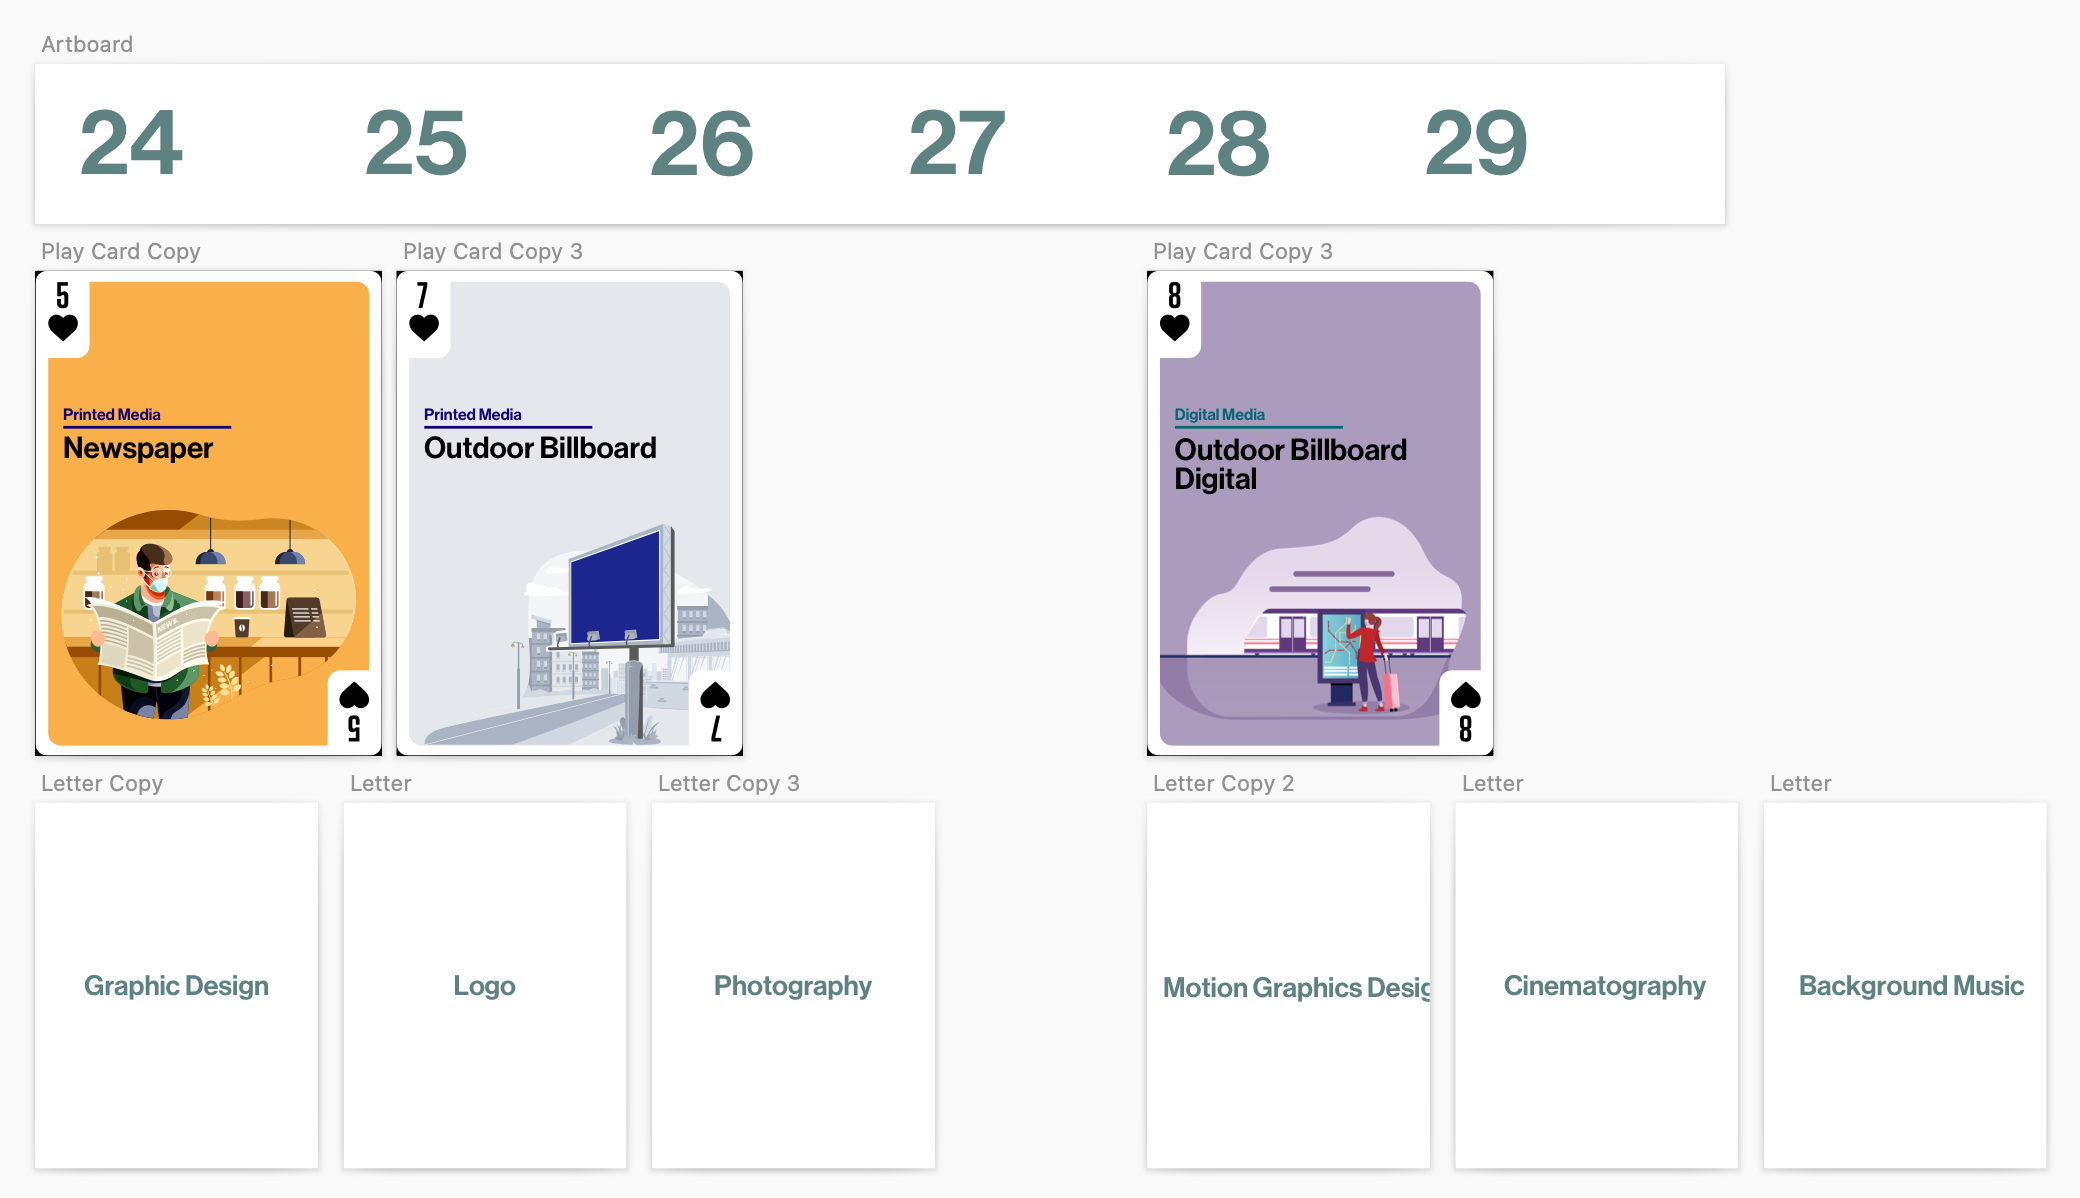 Artboard
24 25 26 27 28 29
Play Card Copy
5
Printed Media
Newspaper
NEWS
5
Play Card Copy 3
7
Printed Media
Outdoor Billboard
7
Play Card Copy 3
8
Digital Media
Outdoor Billboard
Digital
8
Letter Copy
Graphic Design
Letter
Logo
Letter Copy 3
Photography
Letter Copy 2
Motion Graphics Desig
Letter
Cinematography
Letter
Background Music